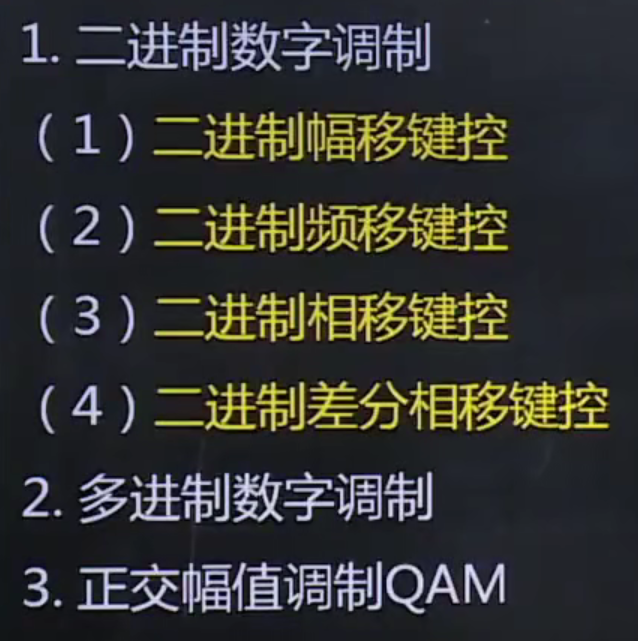 1. 二进制数字调制
（1）二进制幅移键控
（2）二进制频移键控
（3）二进制相移键控
（4）二进制差分相移键控
2. 多进制数字调制
3. 正交幅值调制QAM